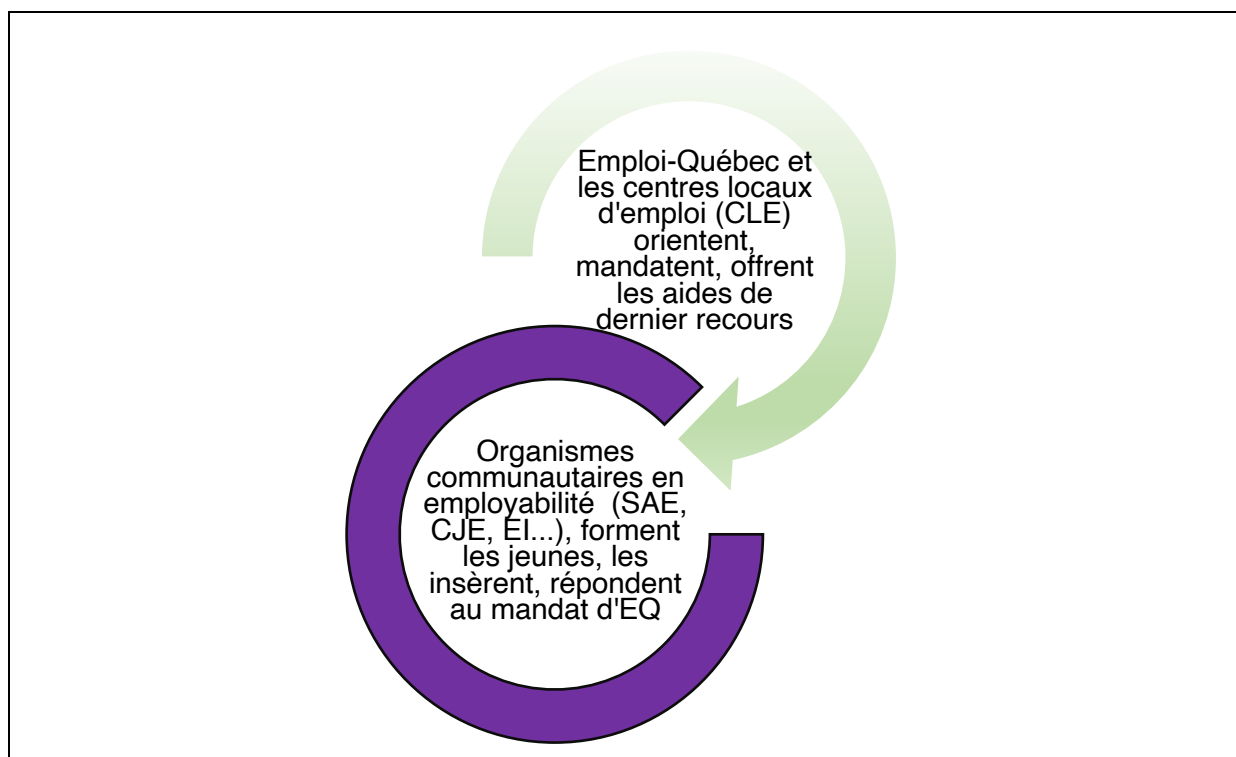 Emploi-Québec et
les centres locaux
d'emploi (CLE)
orientent,
mandatent, offrent
les aides de
dernier recours
Organismes
communautaires en
employabilité  (SAE,
CJE, EI...), forment
les jeunes, les
insèrent, répondent
au mandat d'EQ